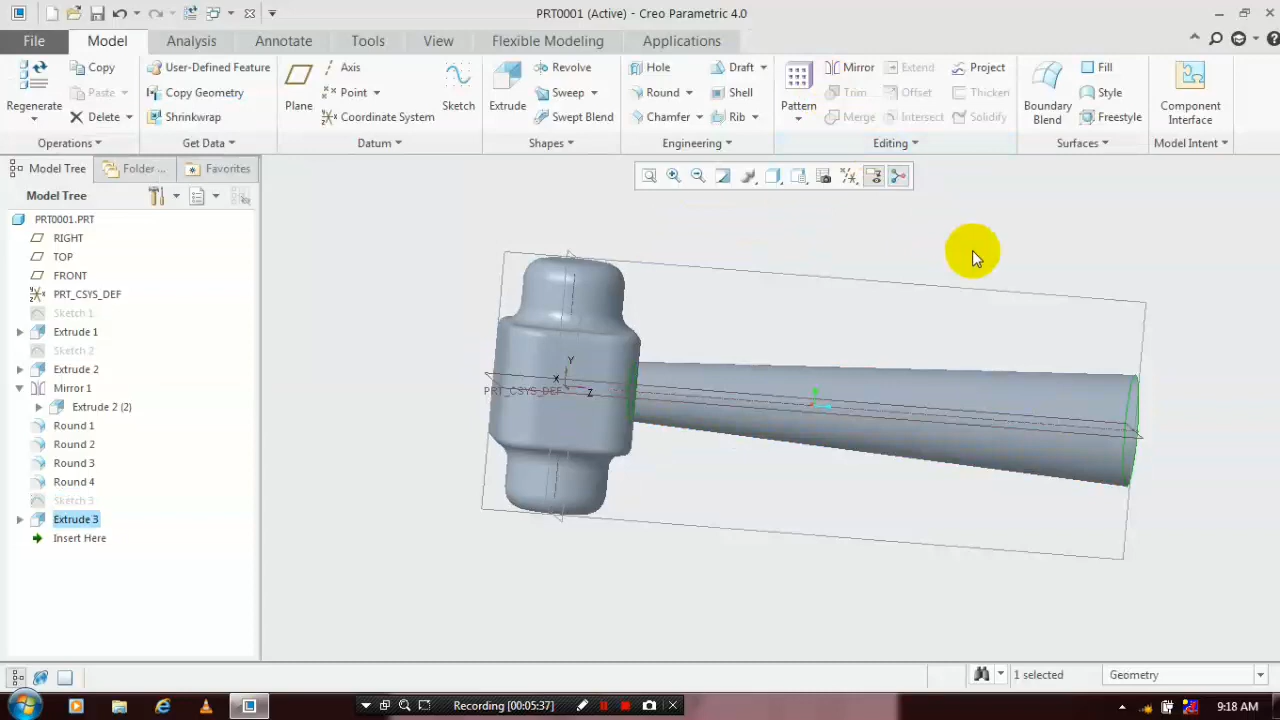 PRT0001 (Active) - Creo Parametric 4.0
File Model Analysis Annotate Tools View Flexible Modeling Applications
Regenerate
Copy
Paste
Delete
Operations
User-Defined Feature
Copy Geometry
Shrinkwrap
Get Data
Plane
Axis
Point
Coordinate System
Sketch
Datum
Extrude
Revolve
Sweep
Swept Blend
Shapes
Hole
Round
Chamfer
Draft
Shell
Rib
Engineering
Pattern
Mirror
Trim
Merge
Extend
Offset
Intersect
Project
Thicken
Solidify
Editing
Boundary
Blend
Fill
Style
Freestyle
Surfaces
Component
Interface
Model Intent
Model Tree Folder ... Favorites
Model Tree
PRT0001.PRT
RIGHT
TOP
FRONT
PRT_CSYS_DEF
Sketch 1
Extrude 1
Sketch 2
Extrude 2
Mirror 1
Extrude 2 (2)
Round 1
Round 2
Round 3
Round 4
Sketch 3
Extrude 3
Insert Here
Y
X
Z
PRT_CSYS_DEF
1 selected
Geometry
Recording [00:05:37]
9:18 AM